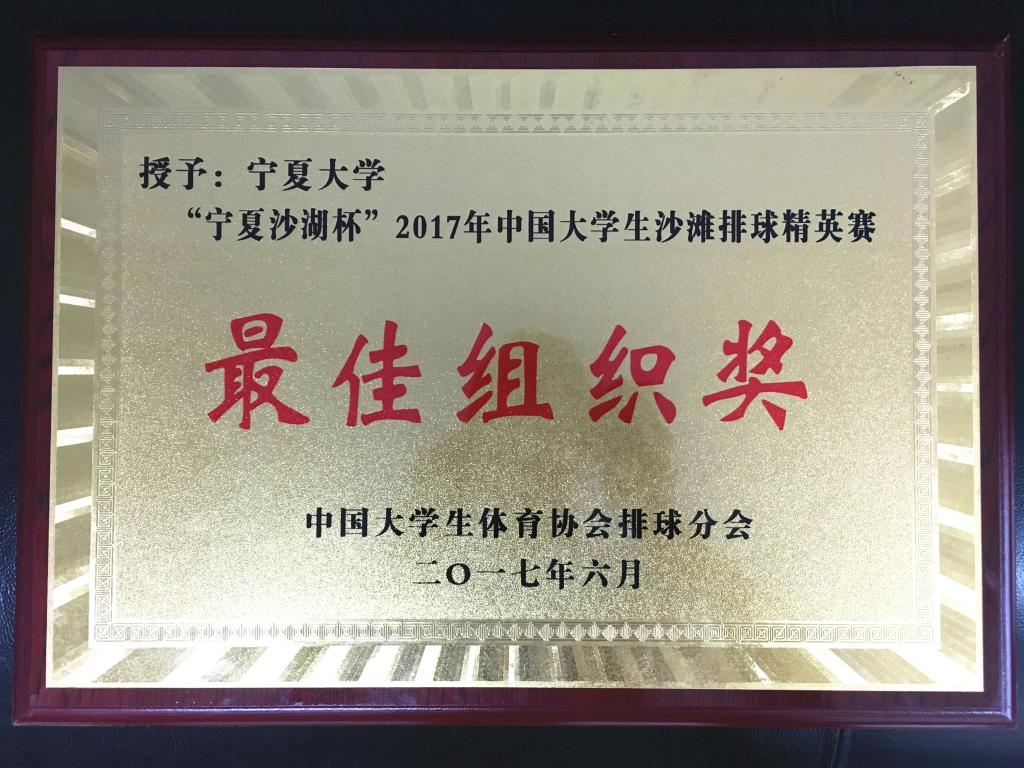 授予：宁夏大学
“宁夏沙湖杯”2017年中国大学生沙滩排球精英赛
最佳组织奖
中国大学生体育协会排球分会
二〇一七年六月